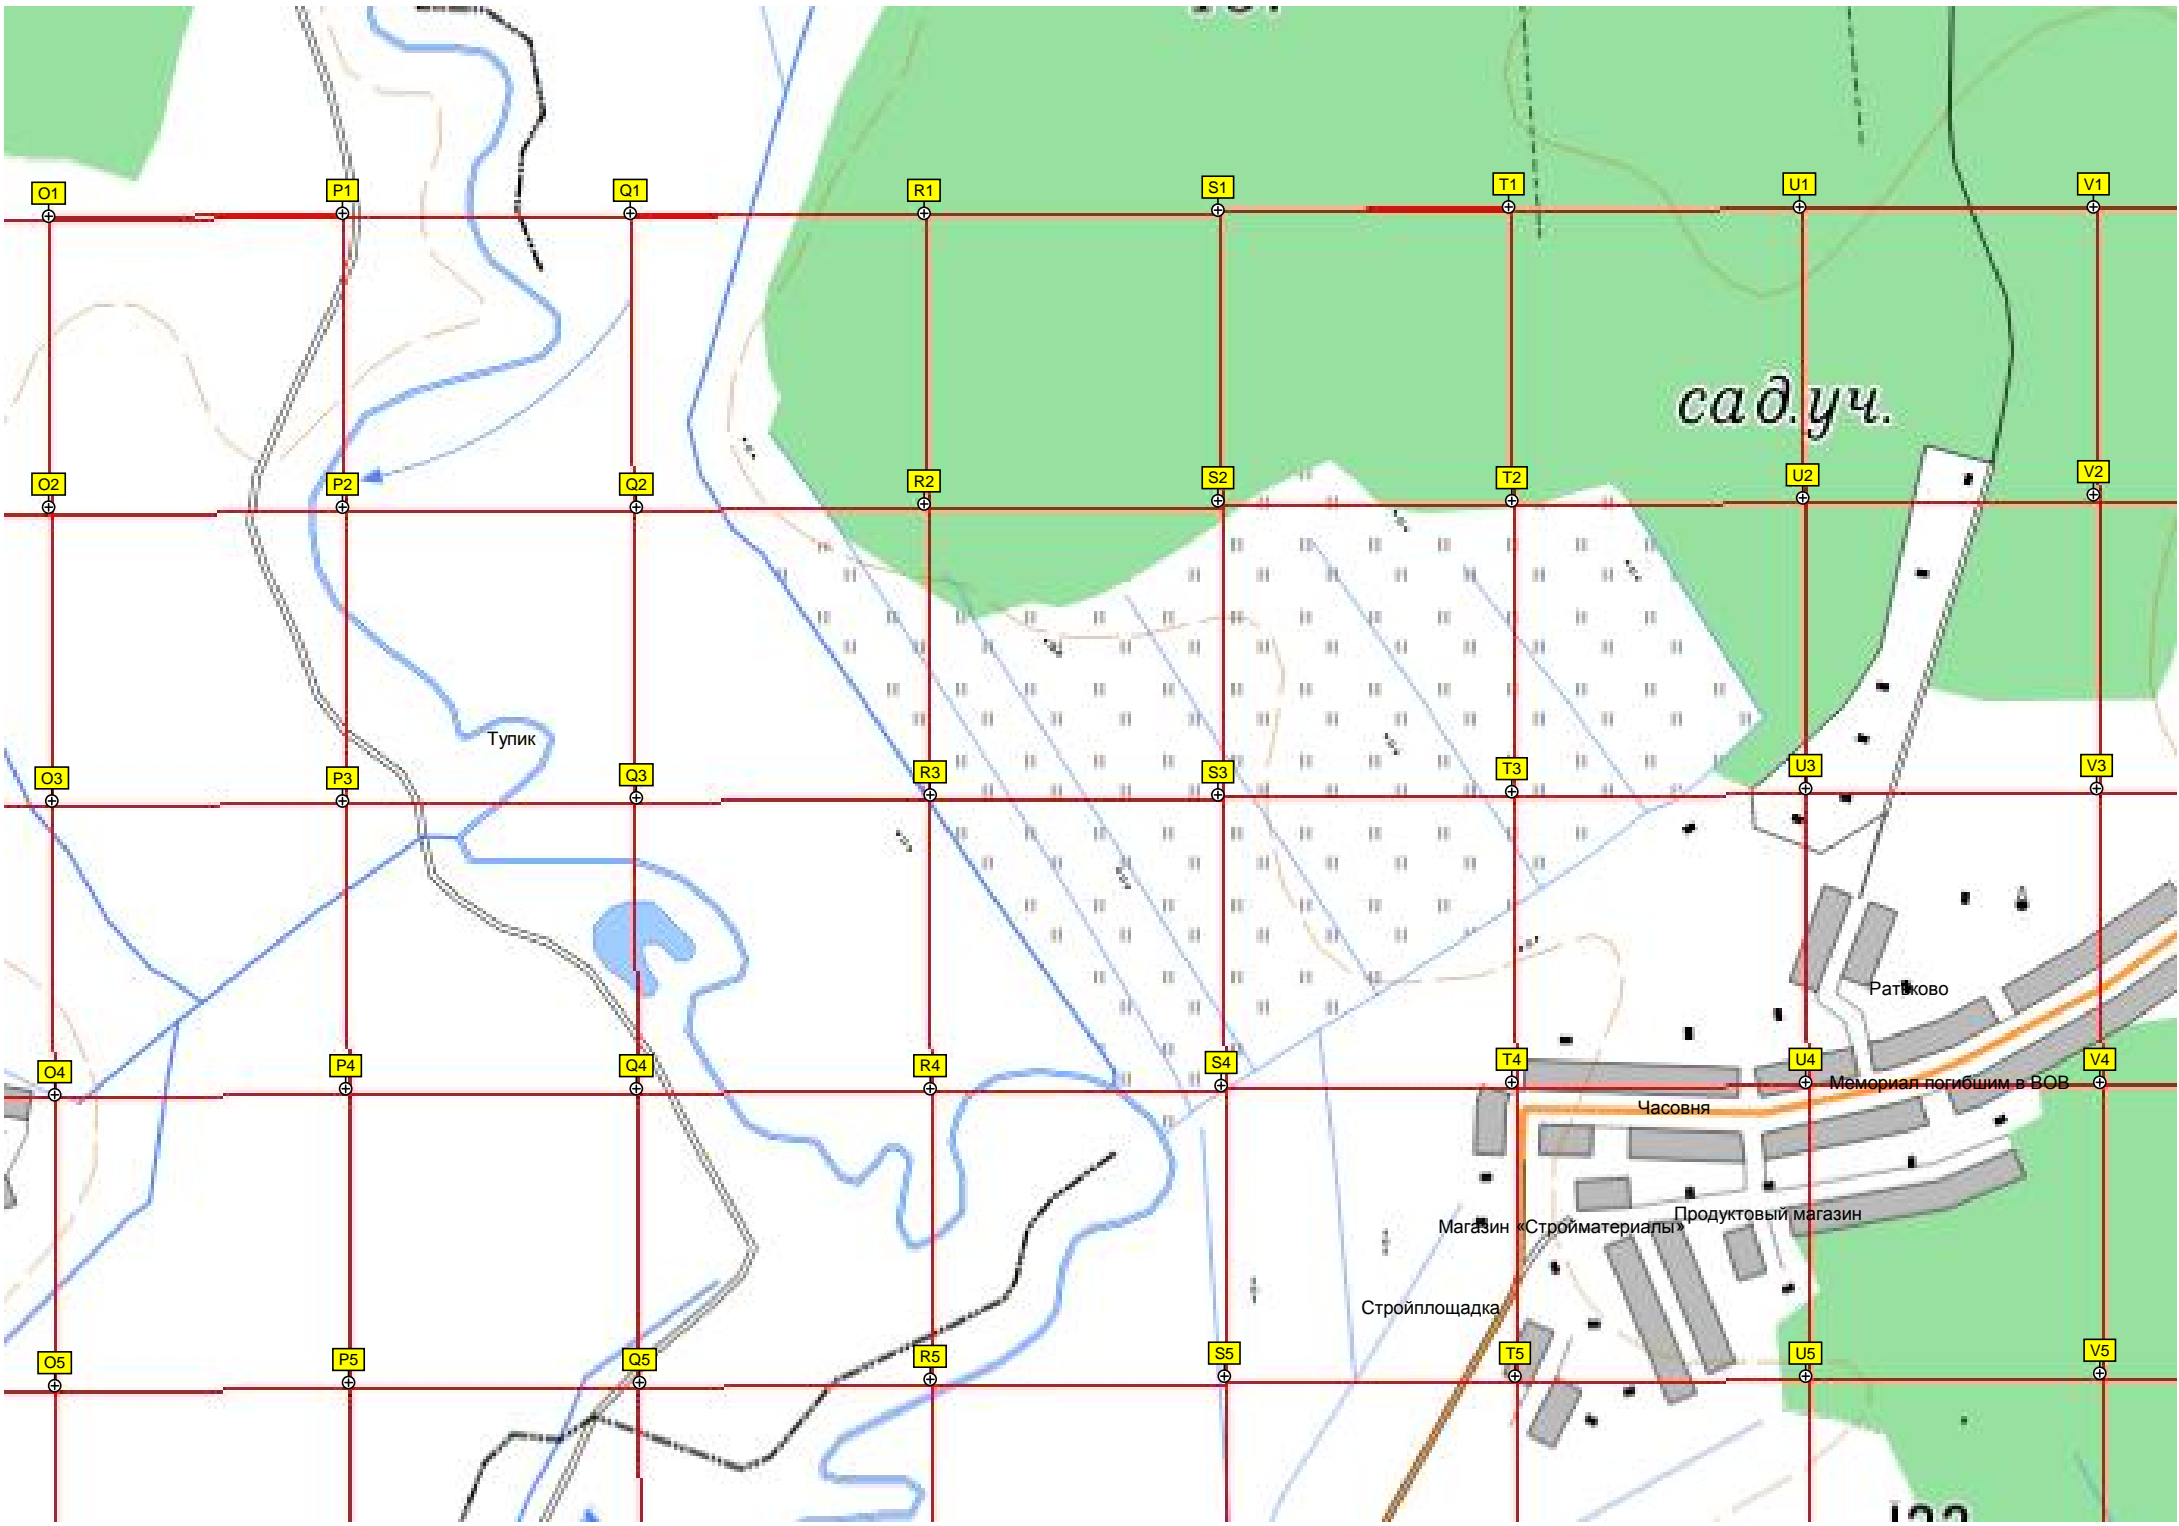 O1 P1 Q1 R1 S1 T1 U1 V1
сад.уч.
O2 P2 Q2 R2 S2 T2 U2 V2
Тупик
O3 P3 Q3 R3 S3 T3 U3 V3
Ратьково
O4 P4 Q4 R4 S4 T4 U4 V4
Мемориал погибшим в ВОВ
Часовня
Продуктовый магазин
Магазин «Стройматериалы»
Стройплощадка
O5 P5 Q5 R5 S5 T5 U5 V5